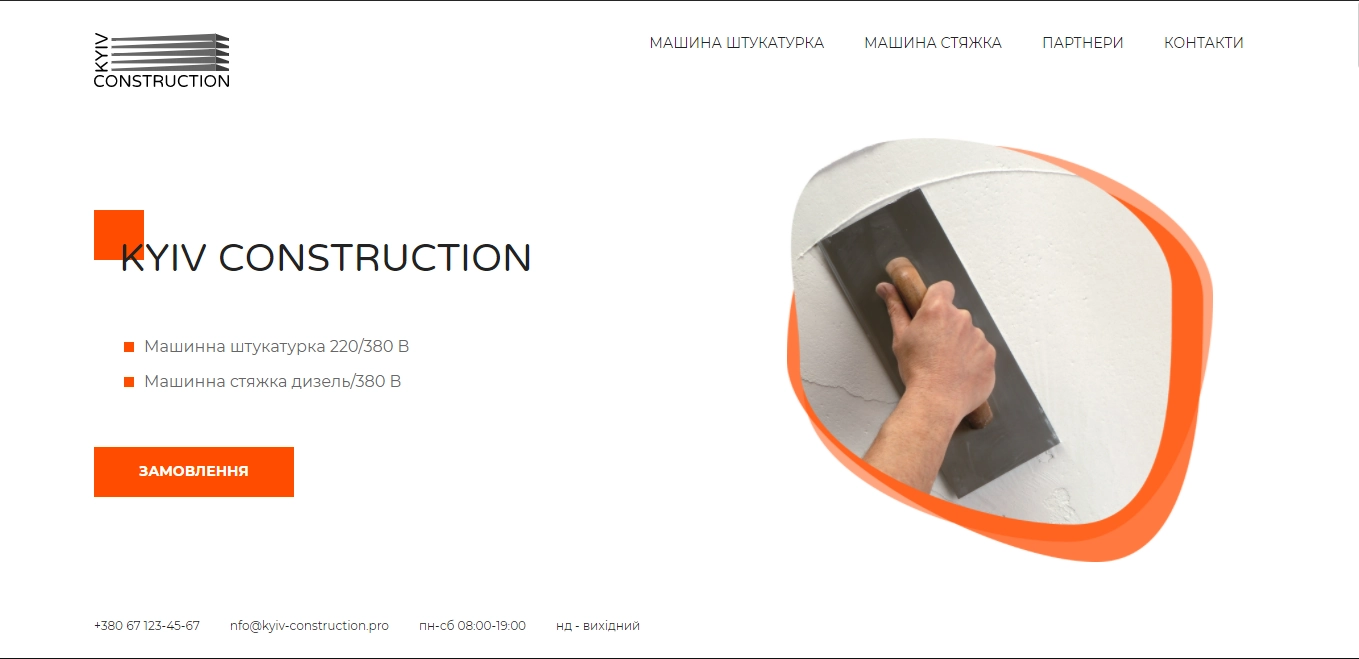 KYIV
CONSTRUCTION
МАШИНА ШТУКАТУРКА
МАШИНА СТЯЖКА
ПАРТНЕРИ
КОНТАКТИ
KYIV CONSTRUCTION
Машинна штукатурка 220/380 В
Машинна стяжка дизель/380 В
ЗАМОВЛЕННЯ
+380 67 123-45-67
nfo@kyiv-construction.pro
пн-сб 08:00-19:00
нд - вихідний